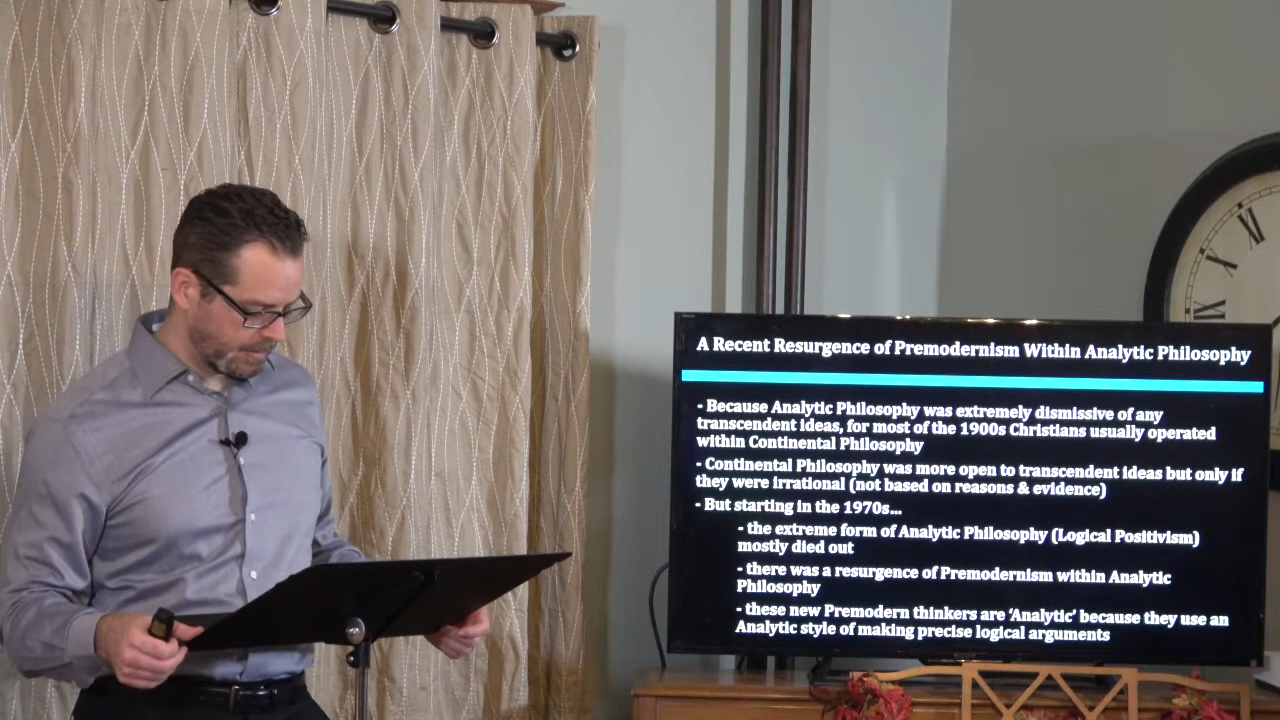 A Recent Resurgence of Premodernism Within Analytic Philosophy
- Because Analytic Philosophy was extremely dismissive of any
transcendent ideas, for most of the 1900s Christians usually operated
within Continental Philosophy
- Continental Philosophy was more open to transcendent ideas but only if
they were irrational (not based on reasons & evidence)
- But starting in the 1970s...
- the extreme form of Analytic Philosophy (Logical Positivism)
mostly died out
- there was a resurgence of Premodernism within Analytic
Philosophy
- these new Premodern thinkers are ‘Analytic’ because they use an
Analytic style of making precise logical arguments
XI
X
IX